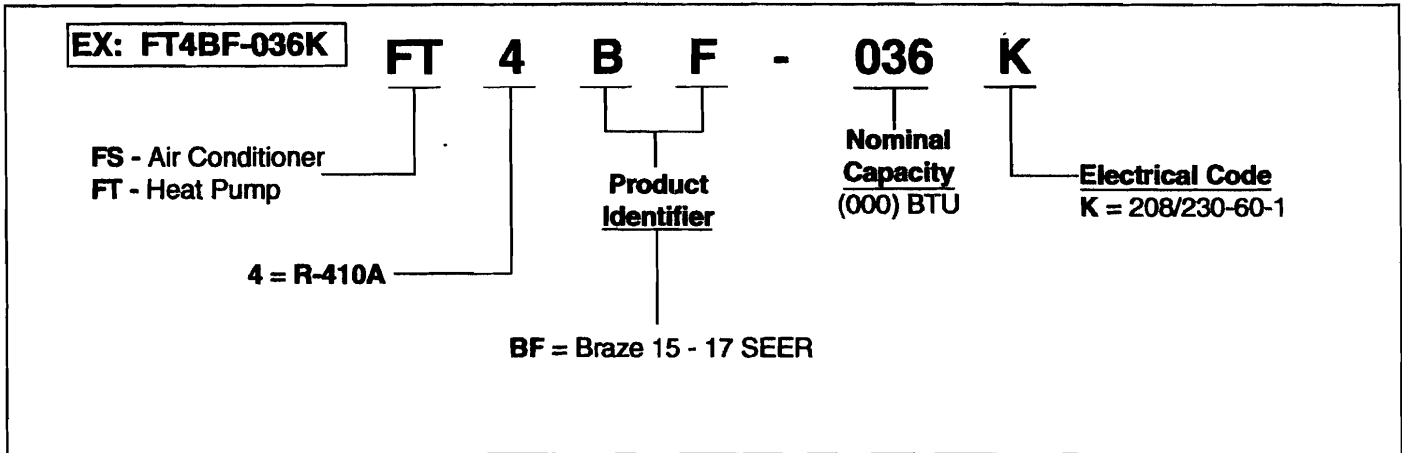 EX: FT4BF-036K
FT 4 B F - 036 K
FS - Air Conditioner
FT - Heat Pump
Nominal
Capacity
(000) BTU
Product
Identifier
Electrical Code
K = 208/230-60-1
4 = R-410A
BF = Braze 15 - 17 SEER